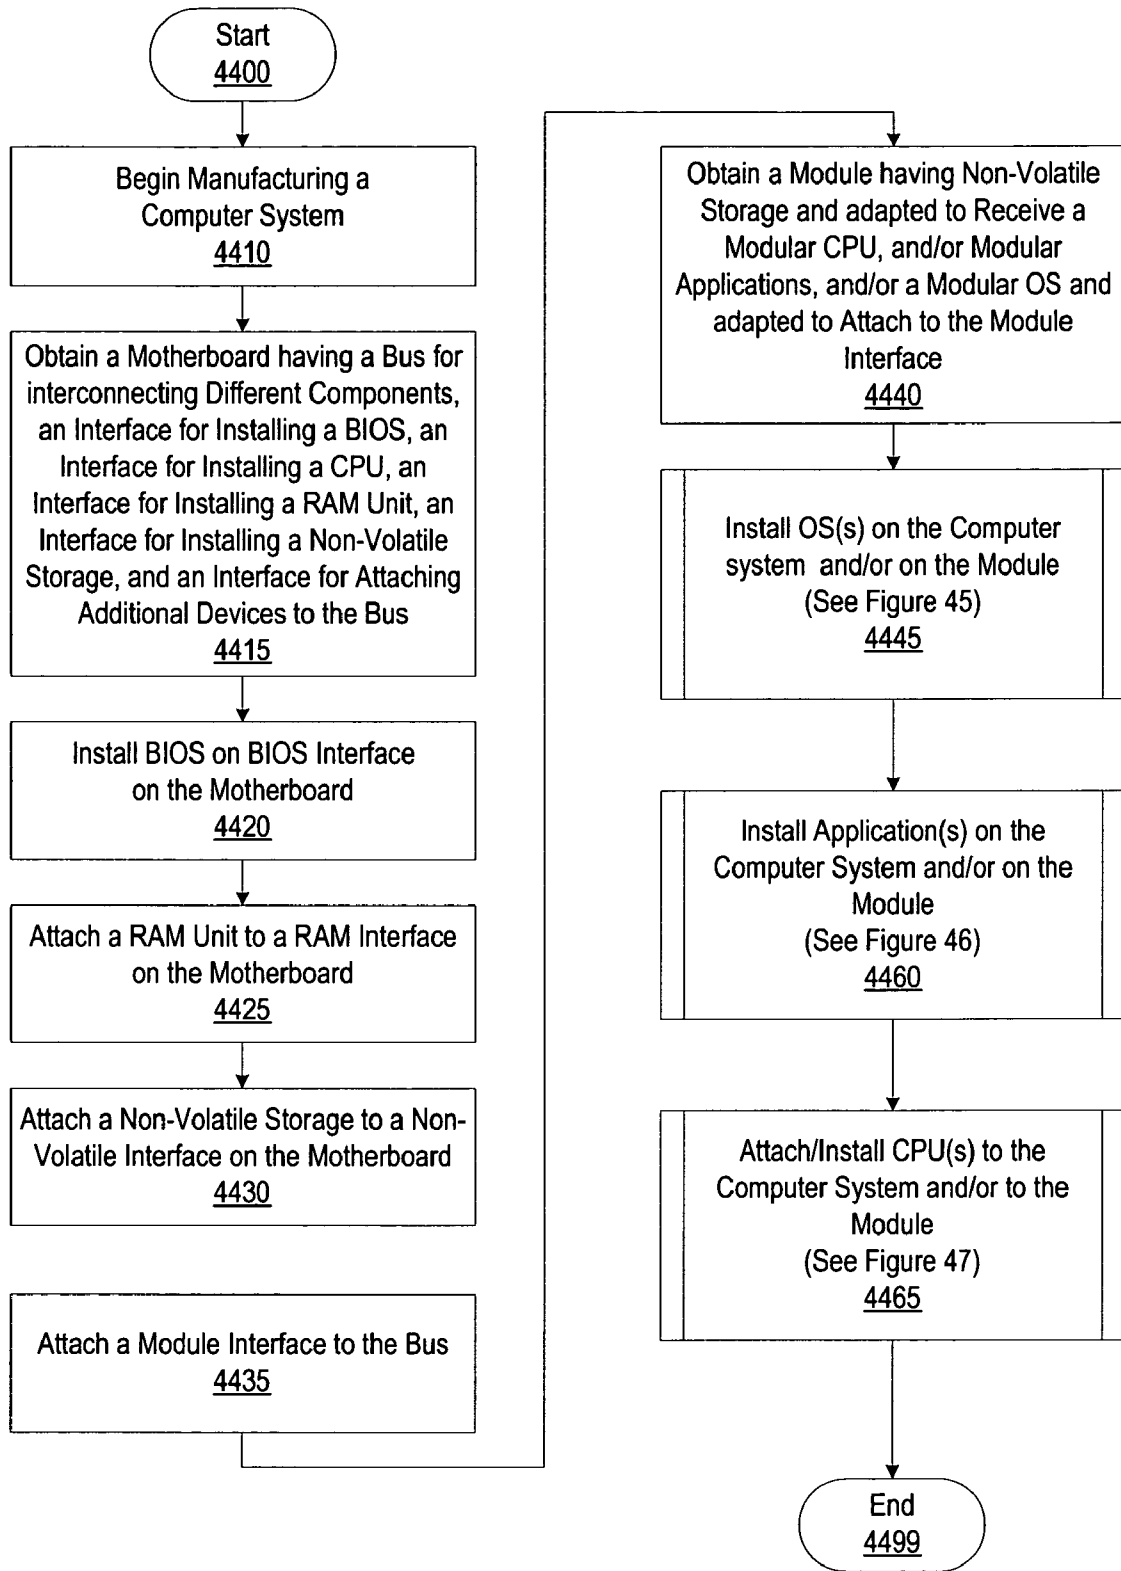 Start
4400
Begin Manufacturing a
Computer System
4410
Obtain a Motherboard having a Bus for
interconnecting Different Components,
an Interface for Installing a BIOS, an
Interface for Installing a CPU, an
Interface for Installing a RAM Unit, an
Interface for Installing a Non-Volatile
Storage, and an Interface for Attaching
Additional Devices to the Bus
4415
Install BIOS on BIOS Interface
on the Motherboard
4420
Attach a RAM Unit to a RAM Interface
on the Motherboard
4425
Attach a Non-Volatile Storage to a Non-
Volatile Interface on the Motherboard
4430
Attach a Module Interface to the Bus
4435
Obtain a Module having Non-Volatile
Storage and adapted to Receive a
Modular CPU, and/or Modular
Applications, and/or a Modular OS and
adapted to Attach to the Module
Interface
4440
Install OS(s) on the Computer
system and/or on the Module
(See Figure 45)
4445
Install Application(s) on the
Computer System and/or on the
Module
(See Figure 46)
4460
Attach/Install CPU(s) to the
Computer System and/or to the
Module
(See Figure 47)
4465
End
4499